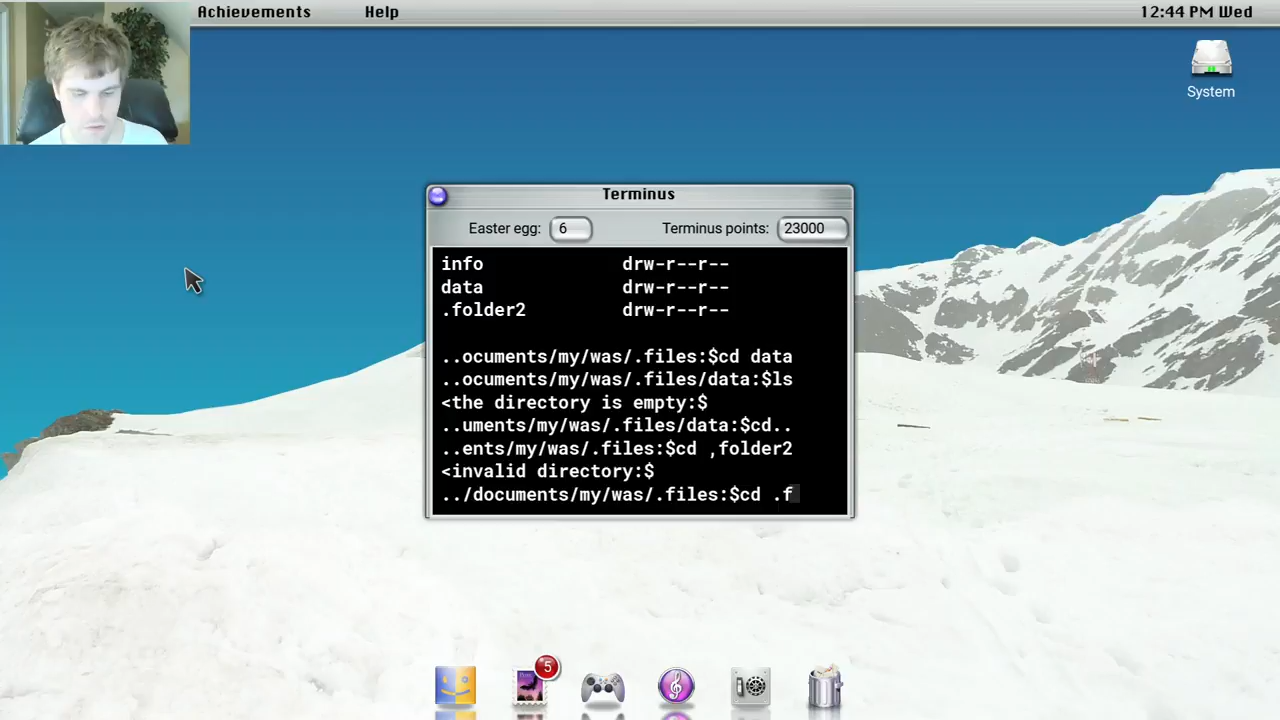 Achievements Help 12:44 PM Wed
System
Terminus
Easter egg: 6 Terminus points: 23000
info drw-r--r--
data drw-r--r--
.folder2 drw-r--r--
..ocuments/my/was/.files:$cd data
..ocuments/my/was/.files/data:$ls
<the directory is empty:$
..uments/my/was/.files/data:$cd..
..ents/my/was/.files:$cd ,folder2
<invalid directory:$
../documents/my/was/.files:$cd .f
5